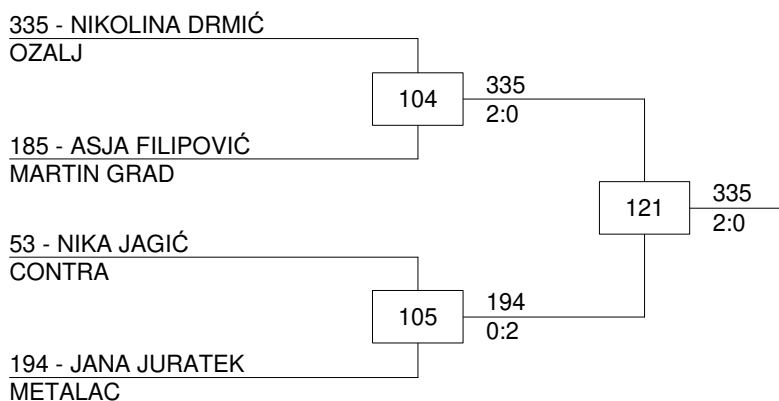 335 - NIKOLINA DRMIĆ
OZALJ
104
335
2:0
185 - ASJA FILIPOVIĆ
MARTIN GRAD
121
335
2:0
53 - NIKA JAGIĆ
CONTRA
105
194
0:2
194 - JANA JURATEK
METALAC